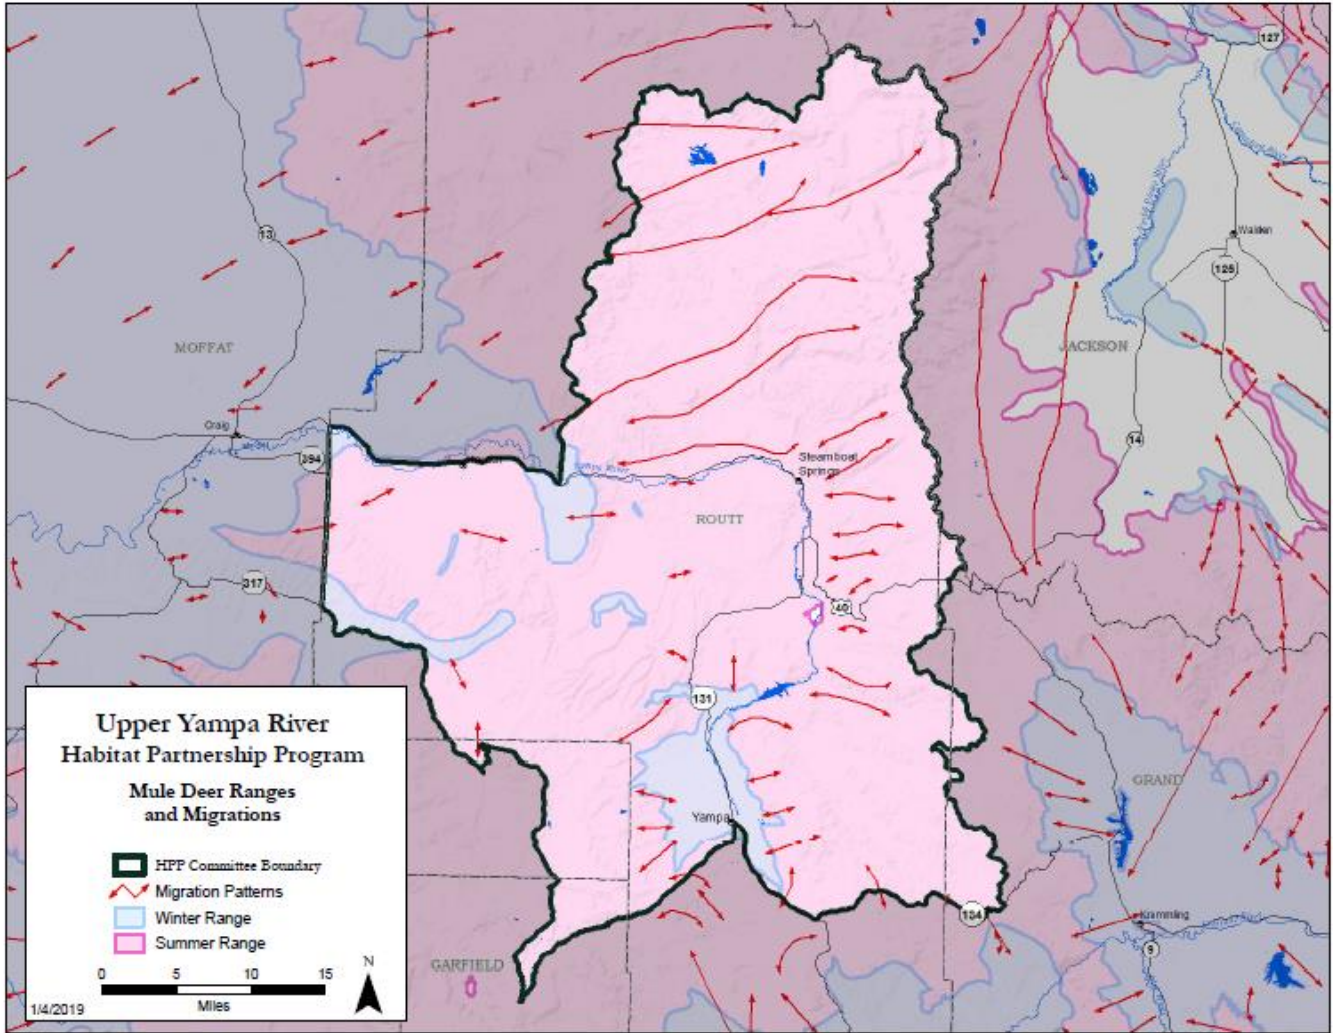 127
Walden
125
13
MOFFAT
JACKSON
Craig
394
14
Steamboat
Springs
Yampa River
ROUTT
317
40
131
GRAND
Yampa
134
Kremmling
9
GARFIELD
Upper Yampa River
Habitat Partnership Program
Mule Deer Ranges
and Migrations
HPP Committee Boundary
Migration Patterns
Winter Range
Summer Range
0 5 10 15
Miles
N
1/4/2019